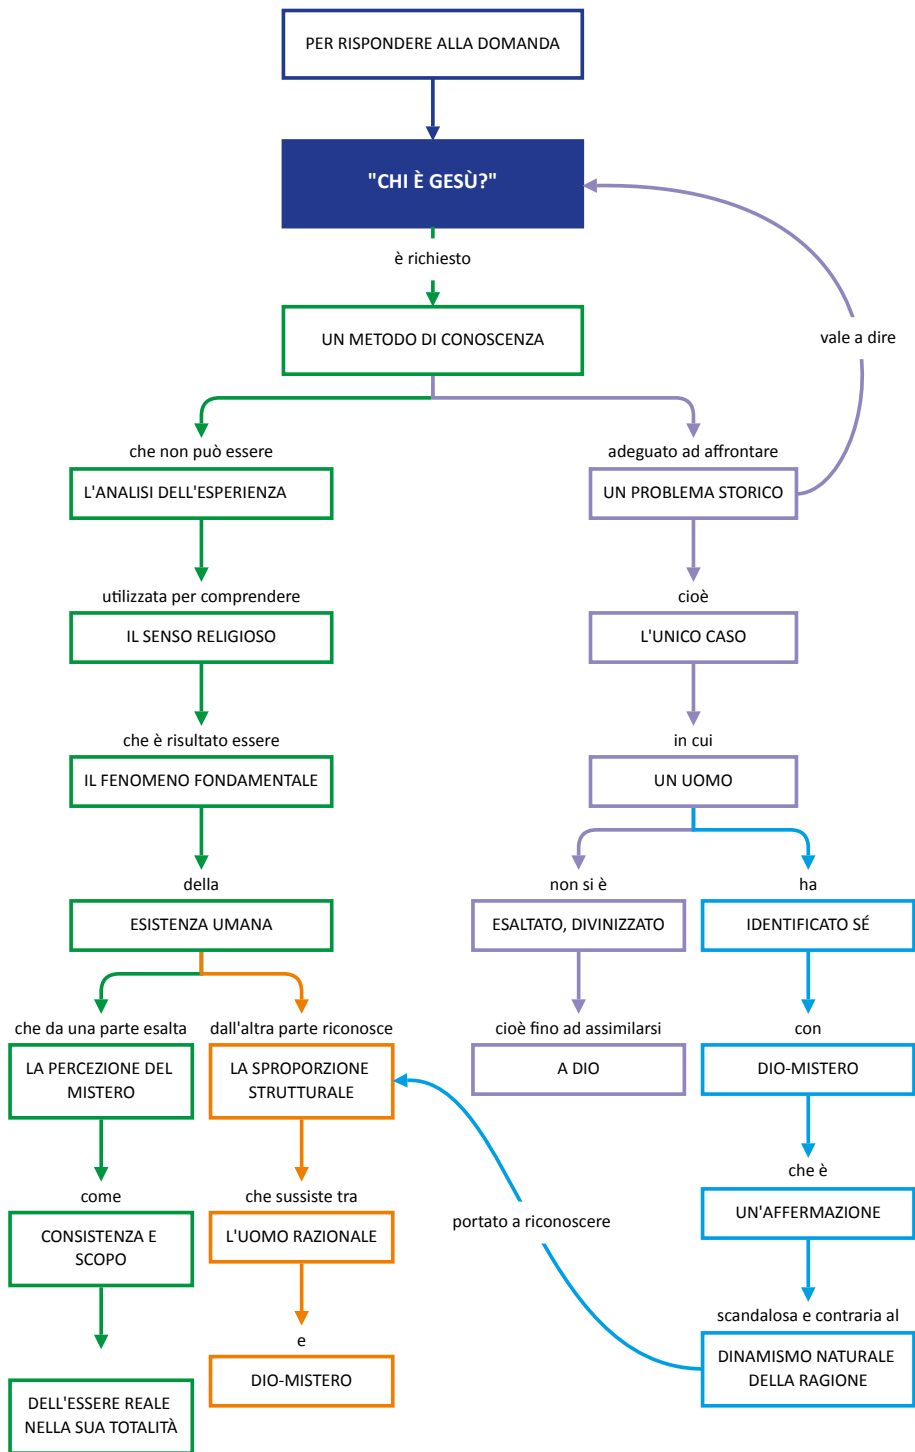 PER RISPONDERE ALLA DOMANDA
"CHI È GESÙ?"
è richiesto
UN METODO DI CONOSCENZA
vale a dire
che non può essere
L'ANALISI DELL'ESPERIENZA
utilizzata per comprendere
IL SENSO RELIGIOSO
che è risultato essere
IL FENOMENO FONDAMENTALE
della
ESISTENZA UMANA
che da una parte esalta
LA PERCEZIONE DEL
MISTERO
come
CONSISTENZA E
SCOPO
DELL'ESSERE REALE
NELLA SUA TOTALITÀ
dall'altra parte riconosce
LA SPROPORZIONE
STRUTTURALE
che sussiste tra
L'UOMO RAZIONALE
e
DIO-MISTERO
adeguato ad affrontare
UN PROBLEMA STORICO
cioè
L'UNICO CASO
in cui
UN UOMO
non si è
ESALTATO, DIVINIZZATO
cioè fino ad assimilarsi
A DIO
ha
IDENTIFICATO SÉ
con
DIO-MISTERO
che è
UN'AFFERMAZIONE
scandalosa e contraria al
DINAMISMO NATURALE
DELLA RAGIONE
portato a riconoscere